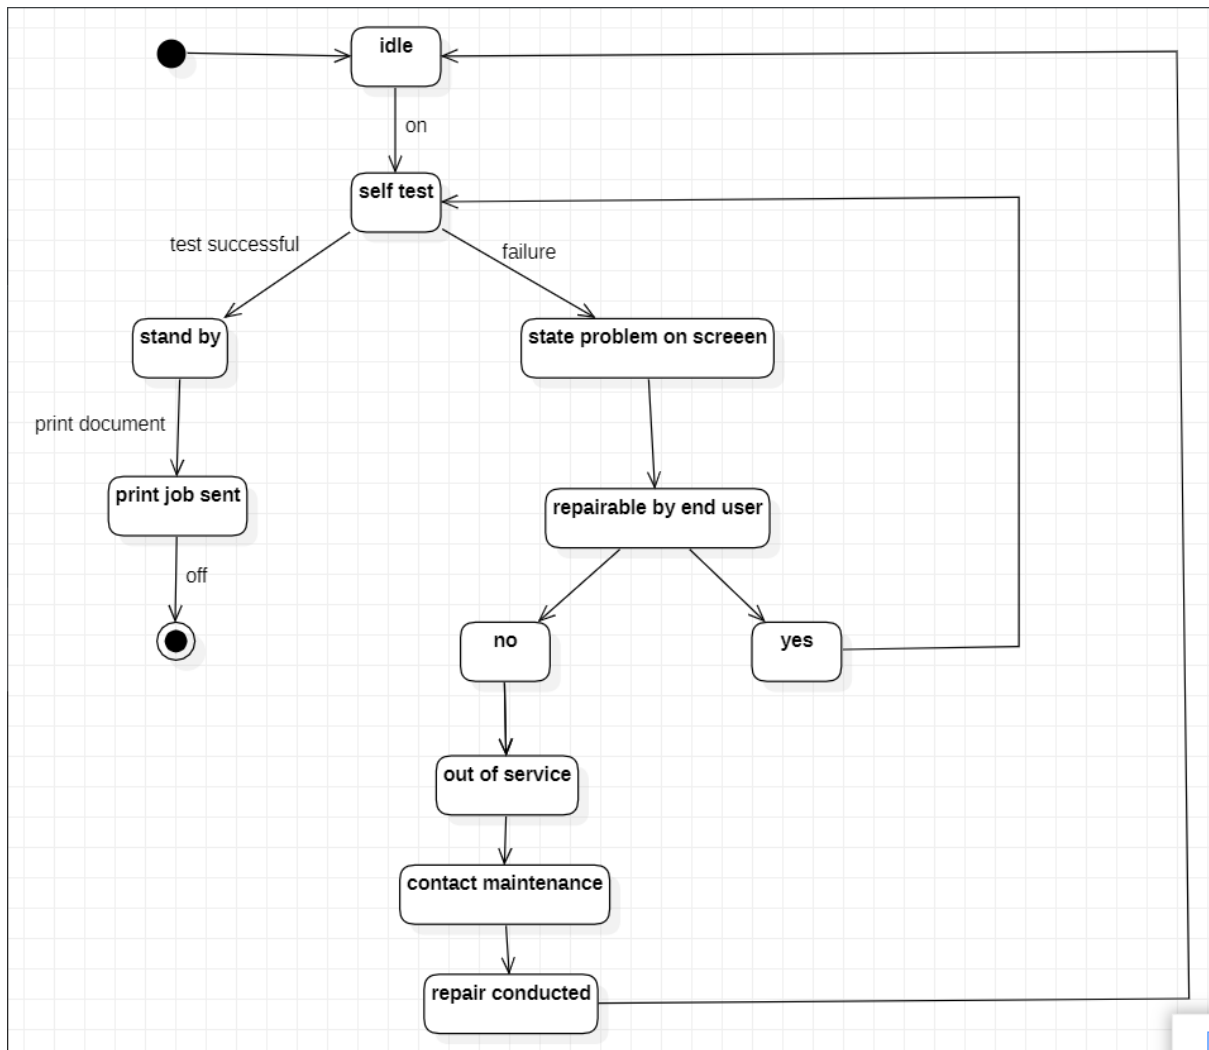 idle
on
self test
test successful
failure
stand by
state problem on screeen
print document
print job sent
repairable by end user
off
no
yes
out of service
contact maintenance
repair conducted